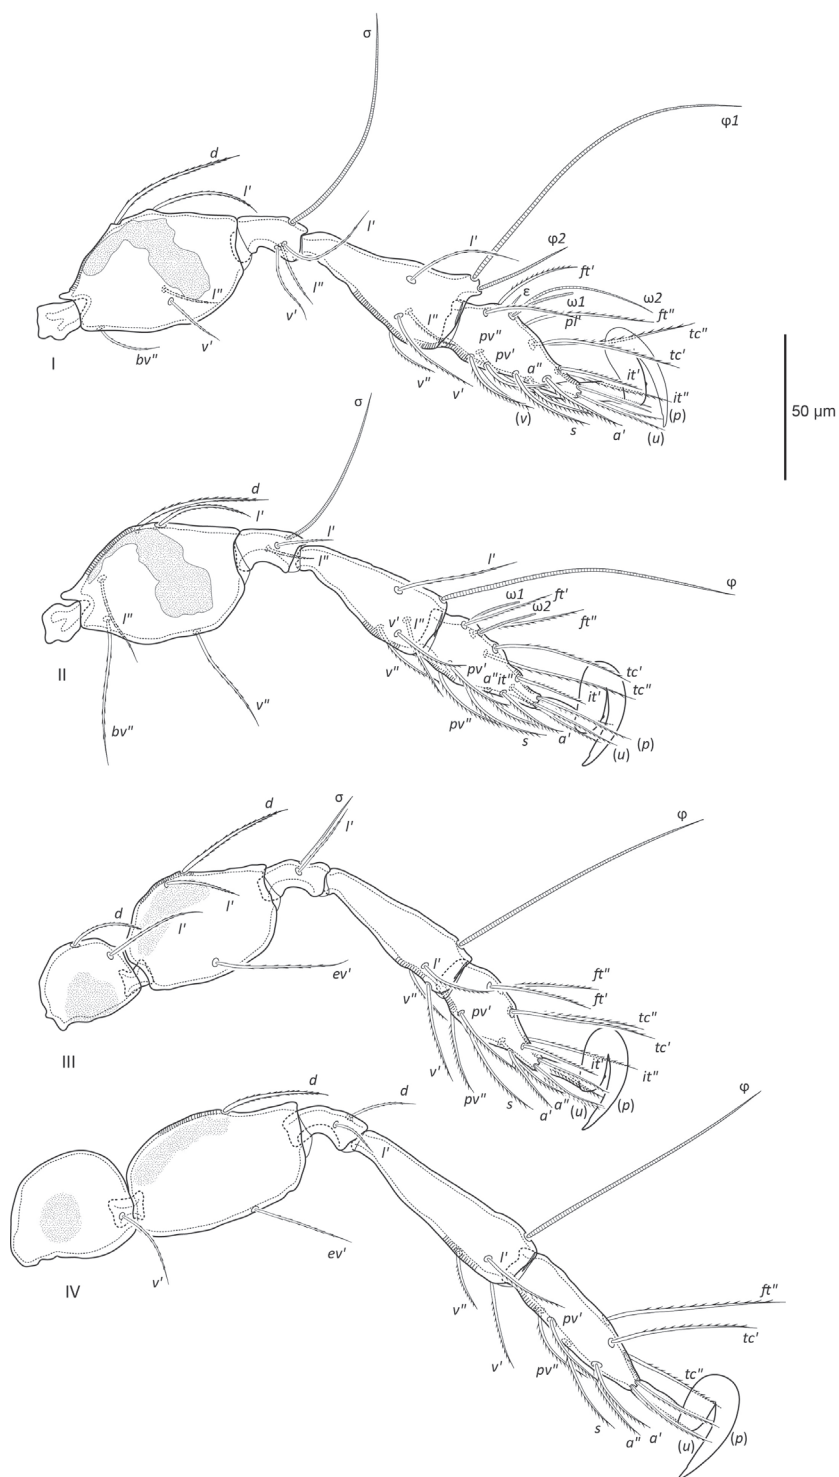 σ
φ1
d
l'
l'
l'
φ2
ft'
ε
ω1
ω2
l"
l"
l"
ft"
pl"
tc"
v'
v'
pv"
pv'
tc'
bv"
a"
it'
I
v"
v'
it"
(v)
s
a'
(u)
(p)
50 µm
σ
d
l'
l'
l"
l'
φ
ω1
ω2
ft'
ft"
l"
v'
l"
II
v"
pv'
tc'
a"
it"
tc"
it'
v"
bv"
pv"
s
a'
(u)
(p)
d
σ
l'
φ
d
l'
l'
ev'
l'
ft"
ft'
v"
pv'
tc"
tc'
III
v'
it'
it"
pv"
s
a'
a"
(u)
(p)
d
d
φ
l'
ev'
l'
v'
IV
v"
ft"
pv'
tc'
v'
pv"
tc"
s
a"
a'
(u)
(p)